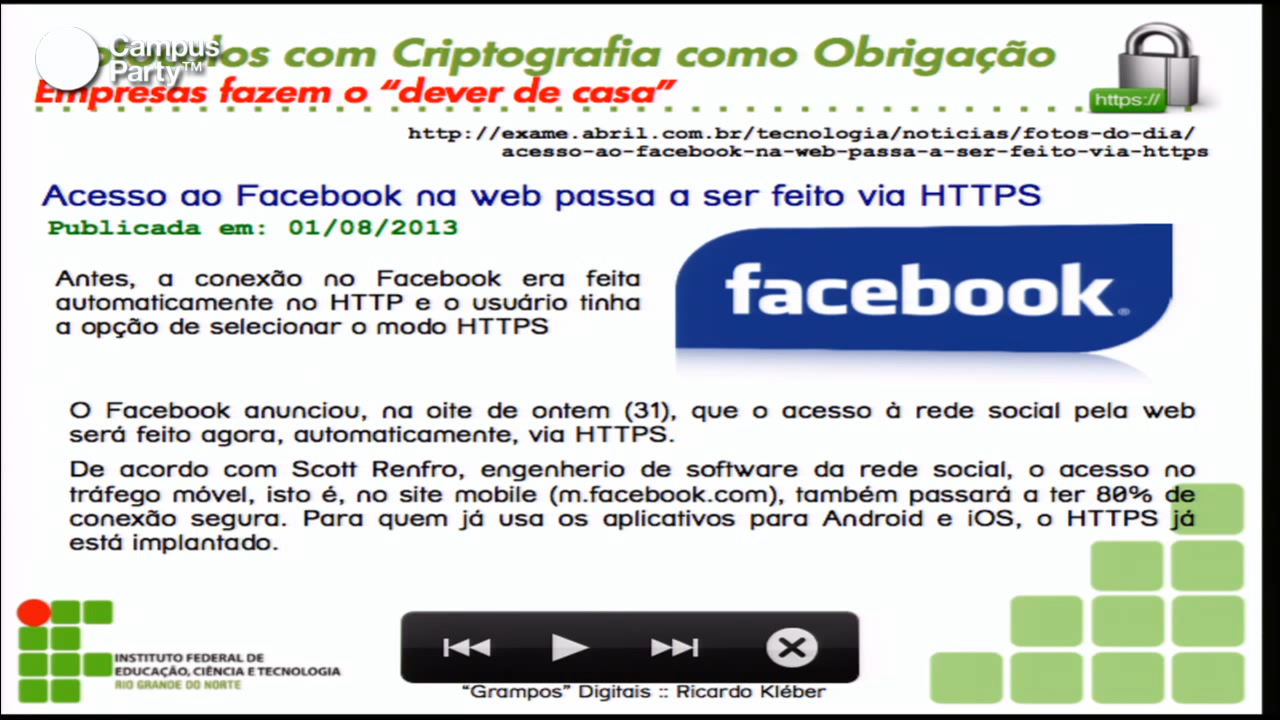 Campus
Party™
com Criptografia como Obrigação
Empresas fazem o “dever de casa”
https://
http://exame.abril.com.br/tecnologia/noticias/fotos-do-dia/
acesso-ao-facebook-na-web-passa-a-ser-feito-via-https
Acesso ao Facebook na web passa a ser feito via HTTPS
Publicada em: 01/08/2013
Antes, a conexão no Facebook era feita
automaticamente no HTTP e o usuário tinha
a opção de selecionar o modo HTTPS
facebook®
O Facebook anunciou, na oite de ontem (31), que o acesso à rede social pela web
será feito agora, automaticamente, via HTTPS.
De acordo com Scott Renfro, engenherio de software da rede social, o acesso no
tráfego móvel, isto é, no site mobile (m.facebook.com), também passará a ter 80% de
conexão segura. Para quem já usa os aplicativos para Android e iOS, o HTTPS já
está implantado.
INSTITUTO FEDERAL DE
EDUCAÇÃO, CIÊNCIA E TECNOLOGIA
RIO GRANDE DO NORTE
“Grampos” Digitais :: Ricardo Kléber